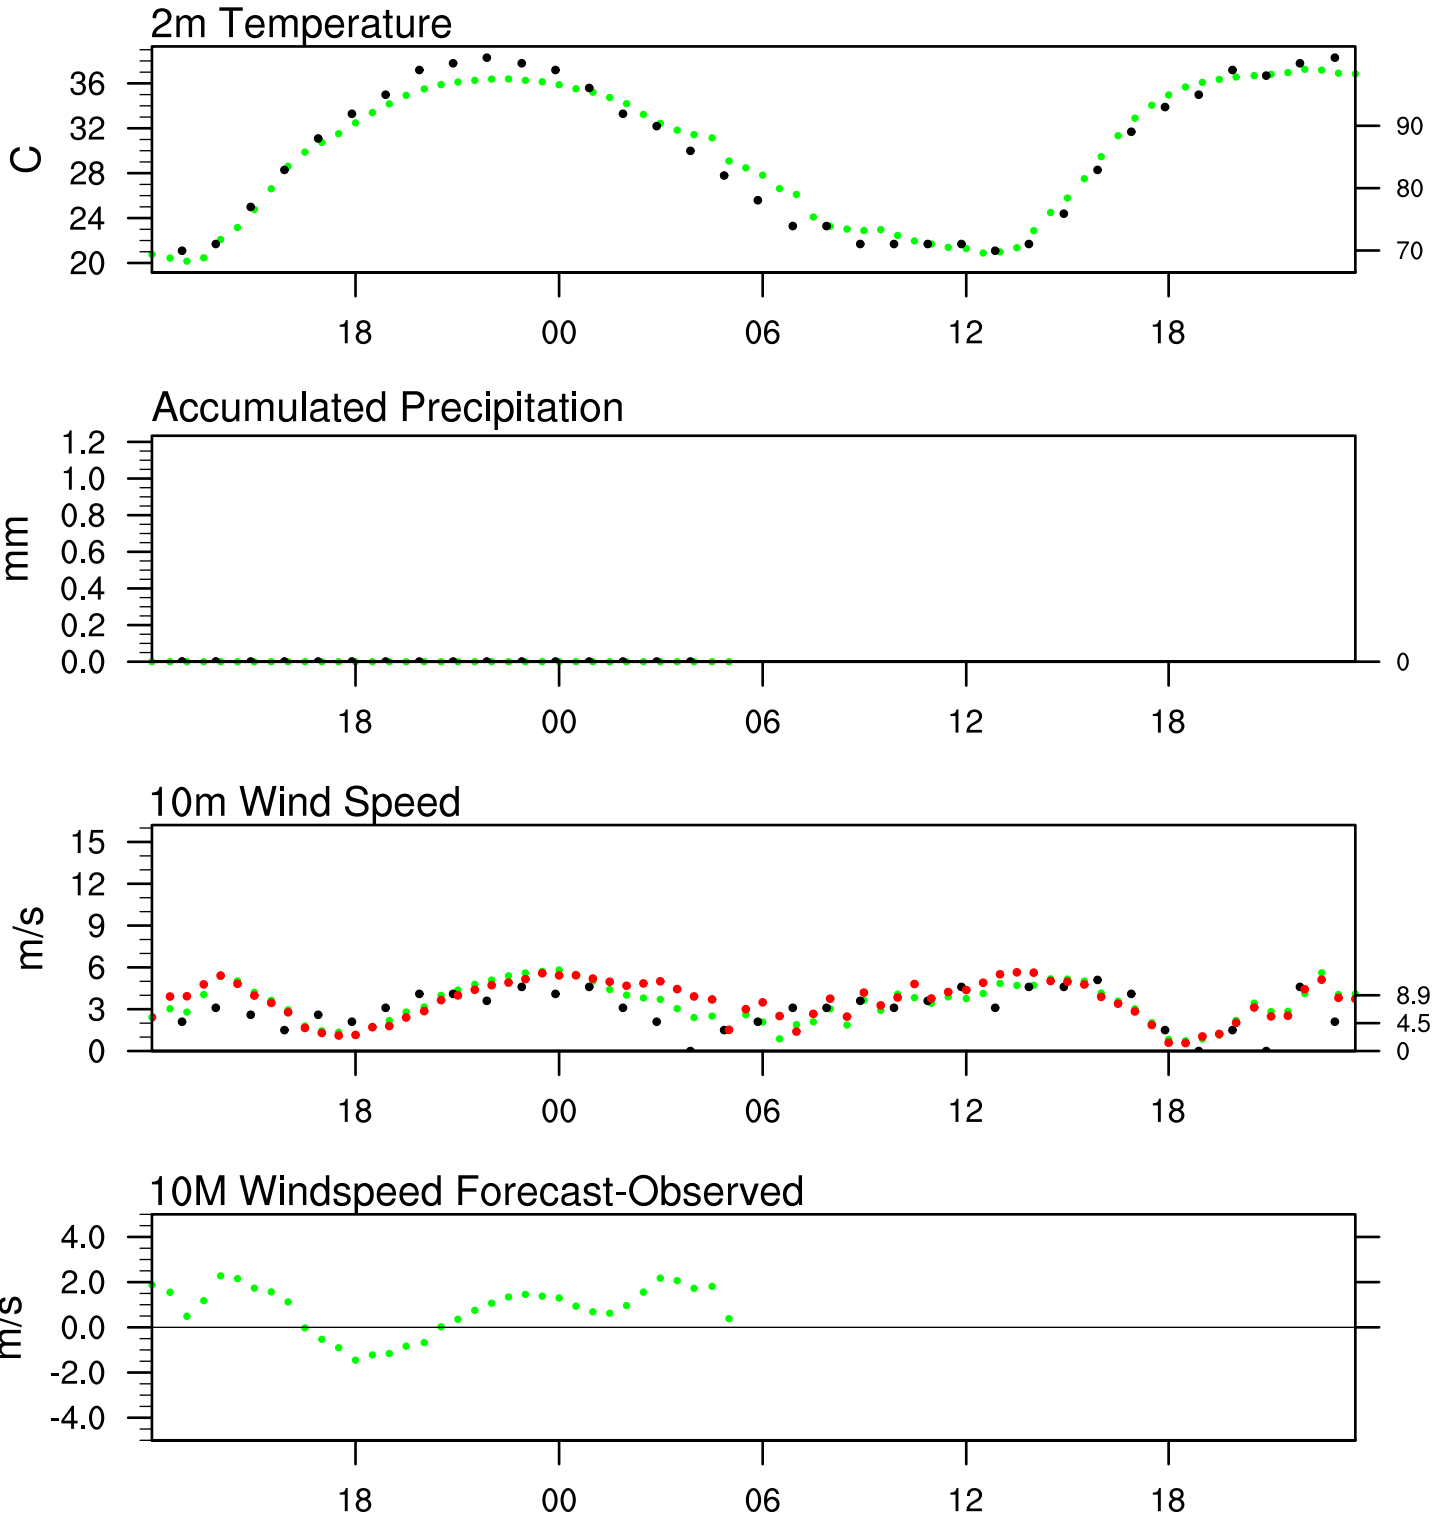 2m Temperature
C
36
32
28
24
20
90
80
70
18 00 06 12 18
Accumulated Precipitation
mm
1.2
1.0
0.8
0.6
0.4
0.2
0.0
0
18 00 06 12 18
10m Wind Speed
m/s
15
12
9
6
3
0
8.9
4.5
0
18 00 06 12 18
10M Windspeed Forecast-Observed
m/s
4.0
2.0
0.0
-2.0
-4.0
18 00 06 12 18